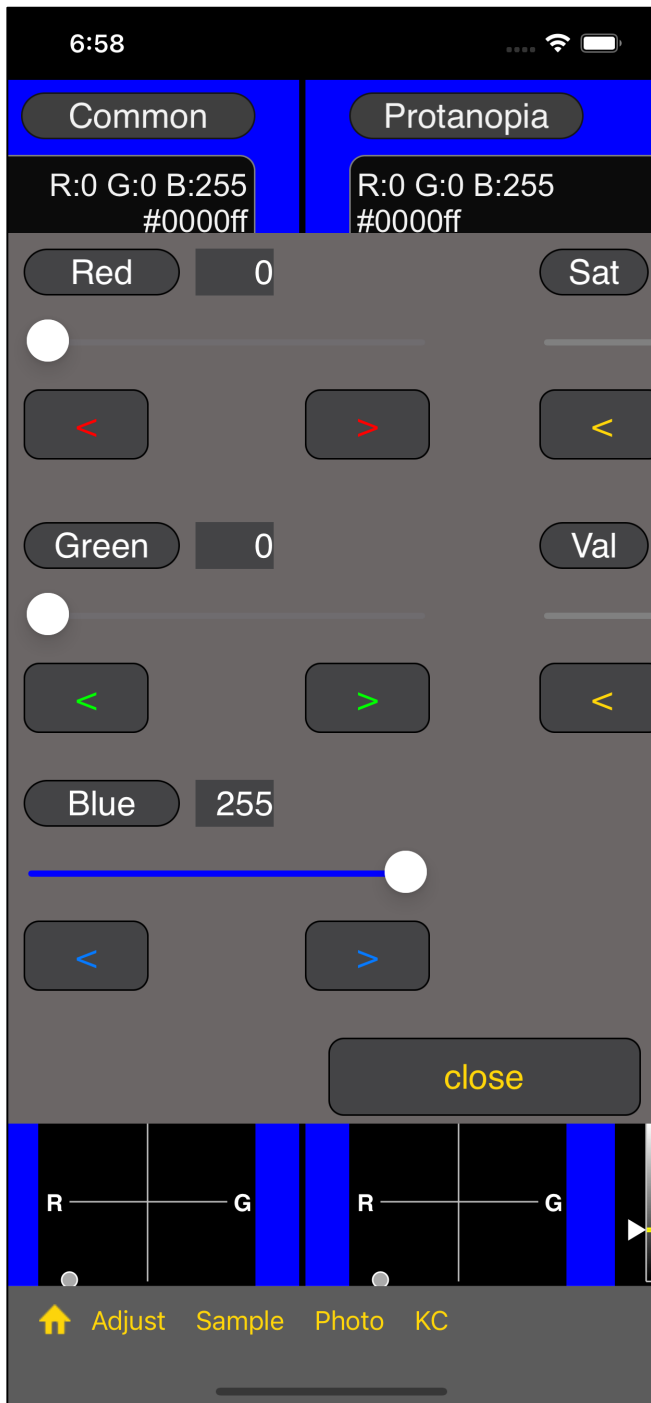 6:58
Common
Protanopia
R:0 G:0 B:255
#0000ff
R:0 G:0 B:255
#0000ff
Red 0 Sat
< > <
Green 0 Val
< > <
Blue 255
< >
close
R G R G
Adjust Sample Photo KC